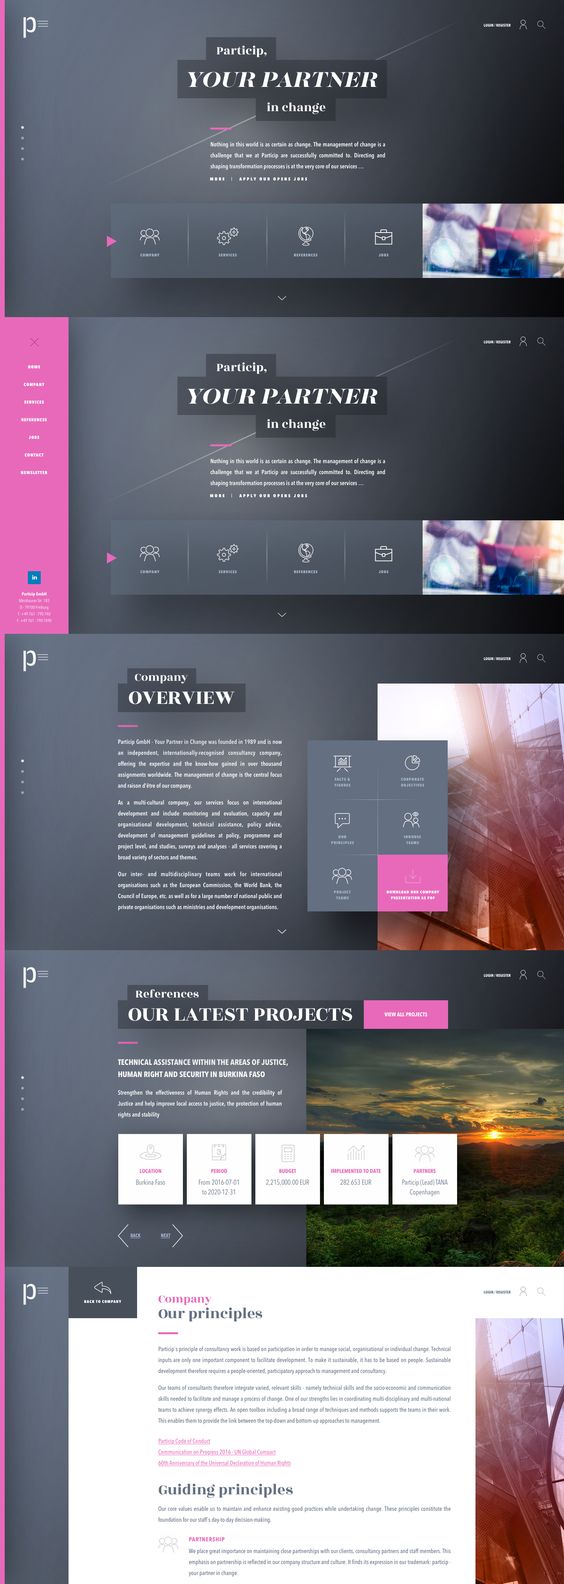 p
LOGIN / REGISTER
Particip,
YOUR PARTNER
in change
Nothing in this world is as certain as change. The management of change is a
challenge that we at Particip are successfully committed to. Directing and
shaping transformation processes is at the very core of our services ....
MORE | APPLY OUR OPENS JOBS
COMPANY
SERVICES
REFERENCES
JOBS
HOME
COMPANY
SERVICES
REFERENCES
JOBS
CONTACT
NEWSLETTER
in
Particip GmbH
LOGIN / REGISTER
Particip,
YOUR PARTNER
in change
Nothing in this world is as certain as change. The management of change is a
challenge that we at Particip are successfully committed to. Directing and
shaping transformation processes is at the very core of our services ....
MORE | APPLY OUR OPENS JOBS
COMPANY
SERVICES
REFERENCES
JOBS
p
LOGIN / REGISTER
Company
OVERVIEW
Particip GmbH - Your Partner in Change was founded in 1989 and is now
an independent, internationally-recognised consultancy company,
offering the expertise and the know-how gained in over thousand
assignments worldwide. The management of change is the central focus
and raison d'être of our company.
As a multi-cultural company, our services focus on international
development and include monitoring and evaluation, capacity and
organisational development, technical assistance, policy advice,
development of management guidelines at policy, programme and
project level, and studies, surveys and analyses - all services covering a
broad variety of sectors and themes.
Our inter- and multidisciplinary teams work for international
organisations such as the European Commission, the World Bank, the
Council of Europe, etc. as well as for a large number of national public and
private organisations such as ministries and development organisations.
FACTS &
FIGURES
CORPORATE
OBJECTIVES
OUR
PRINCIPLES
INHOUSE
TEAMS
PROJECT
TEAMS
DOWNLOAD OUR COMPANY
PRESENTATION AS PDF
p
LOGIN / REGISTER
References
OUR LATEST PROJECTS
VIEW ALL PROJECTS
TECHNICAL ASSISTANCE WITHIN THE AREAS OF JUSTICE,
HUMAN RIGHT AND SECURITY IN BURKINA FASO
Strengthen the effectiveness of Human Rights and the credibility of
Justice and help improve local access to justice, the protection of human
rights and stability
LOCATION
Burkina Faso
PERIOD
From 2016-07-01
to 2020-12-31
BUDGET
2,215,000.00 EUR
IMPLEMENTED TO DATE
282 653 EUR
PARTNERS
Particip (Lead) TANA
Copenhagen
BACK
NEXT
p
BACK TO COMPANY
LOGIN / REGISTER
Company
Our principles
Particip's principle of consultancy work is based on participation in order to manage social, organisational or individual change. Technical
inputs are only one important component to facilitate development. To make it sustainable, it has to be based on people. Sustainable
development therefore requires a people-oriented, participatory approach to management and consultancy.
Our teams of consultants therefore integrate varied, relevant skills - namely technical skills and the socio-economic and communication
skills needed to facilitate and manage a process of change. One of our strengths lies in coordinating multi-disciplinary and multi-national
teams to achieve synergy effects. An open toolbox including a broad range of techniques and methods supports the teams in their work.
This enables them to provide the link between the top-down and bottom-up approaches to management.
Particip Code of Conduct
Communication on Progress 2016 - UN Global Compact
60th Anniversary of the Universal Declaration of Human Rights
Guiding principles
Our core values enable us to maintain and enhance existing good practices while undertaking change. These principles constitute the
foundation for our staff's day to day decision-making.
PARTNERSHIP
We place great importance on maintaining close partnerships with our clients, consultancy partners and staff members. This
emphasis on partnership is reflected in our company structure and culture. It finds its expression in our trademark: particip -
your partner in change.